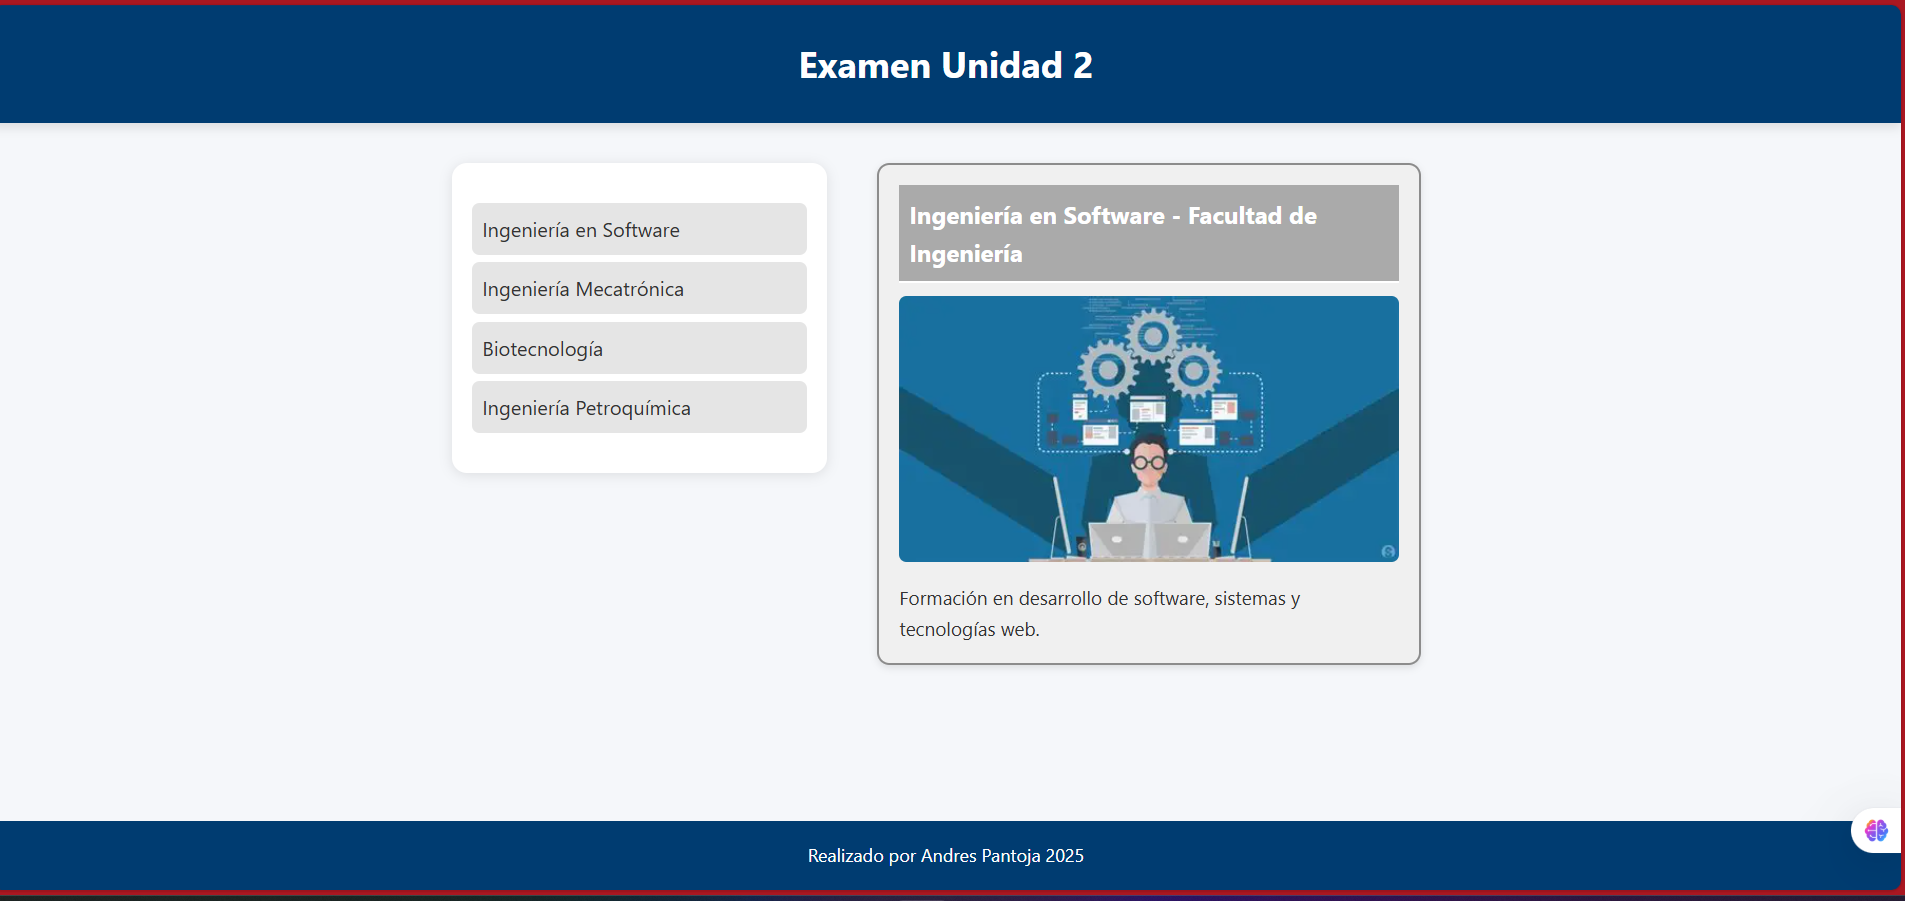 Examen Unidad 2
Ingeniería en Software
Ingeniería Mecatrónica
Biotecnología
Ingeniería Petroquímica
Ingeniería en Software - Facultad de
Ingeniería
Formación en desarrollo de software, sistemas y
tecnologías web.
Realizado por Andres Pantoja 2025